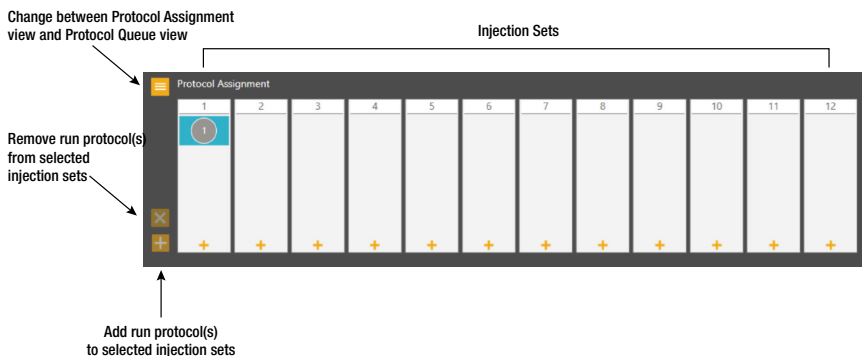 Change between Protocol Assignment
view and Protocol Queue view
Injection Sets
Protocol Assignment
1 2 3 4 5 6 7 8 9 10 11 12
1
Remove run protocol(s)
from selected
injection sets
Add run protocol(s)
to selected injection sets